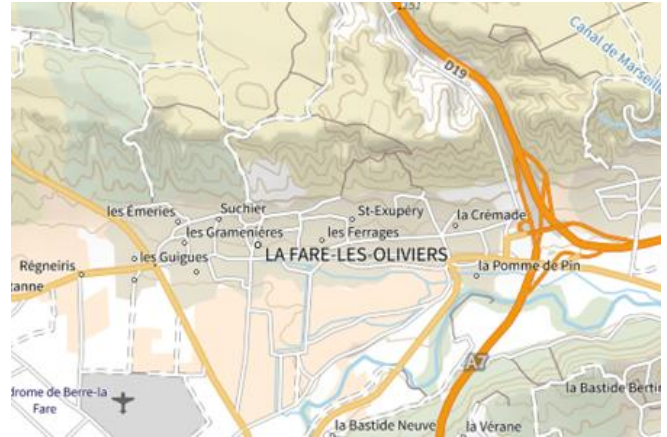 D19
Canal de Marseille
les Émeries
Suchier
St-Exupéry
la Crémade
les Gramenières
les Ferrages
LA FARE-LES-OLIVIERS
les Guigues
Régneiris
la Pomme de Pin
A7
drome de Berre-la
Fare
la Bastide Bertin
la Bastide Neuve
la Vérane